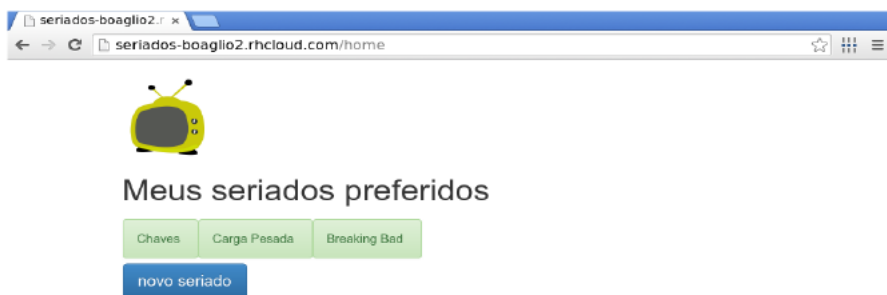 seriados-boaglio2.r
seriados-boaglio2.rhcloud.com/home
Meus seriados preferidos
Chaves Carga Pesada Breaking Bad
novo seriado